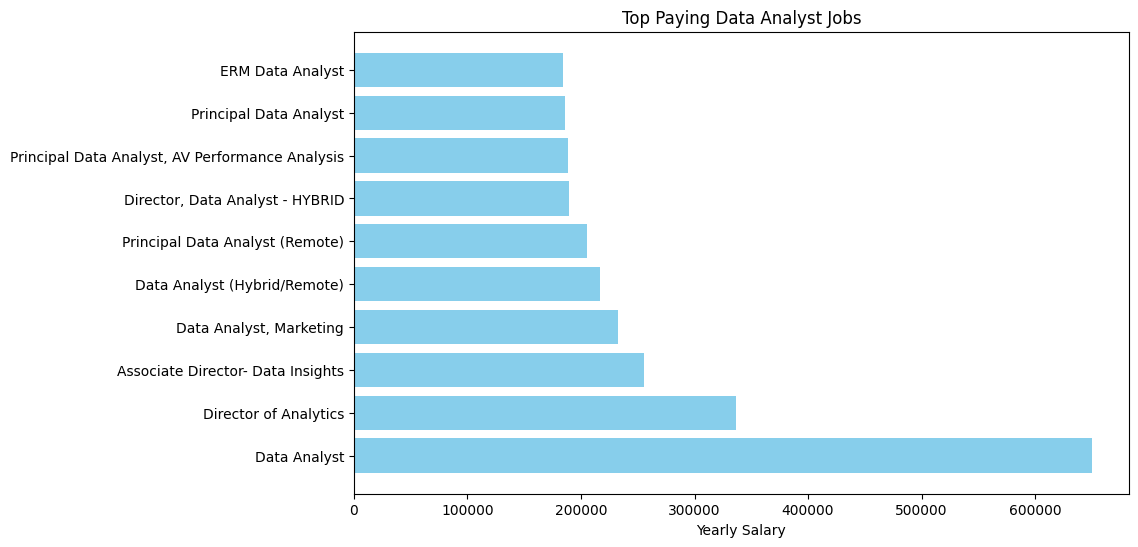 Top Paying Data Analyst Jobs
ERM Data Analyst
Principal Data Analyst
Principal Data Analyst, AV Performance Analysis
Director, Data Analyst - HYBRID
Principal Data Analyst (Remote)
Data Analyst (Hybrid/Remote)
Data Analyst, Marketing
Associate Director- Data Insights
Director of Analytics
Data Analyst
0 100000 200000 300000 400000 500000 600000
Yearly Salary